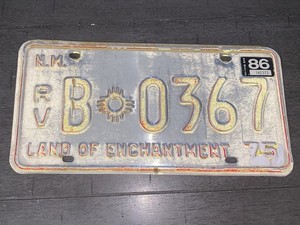 N.M. 86
RV B 0367
LAND OF ENCHANTMENT 75